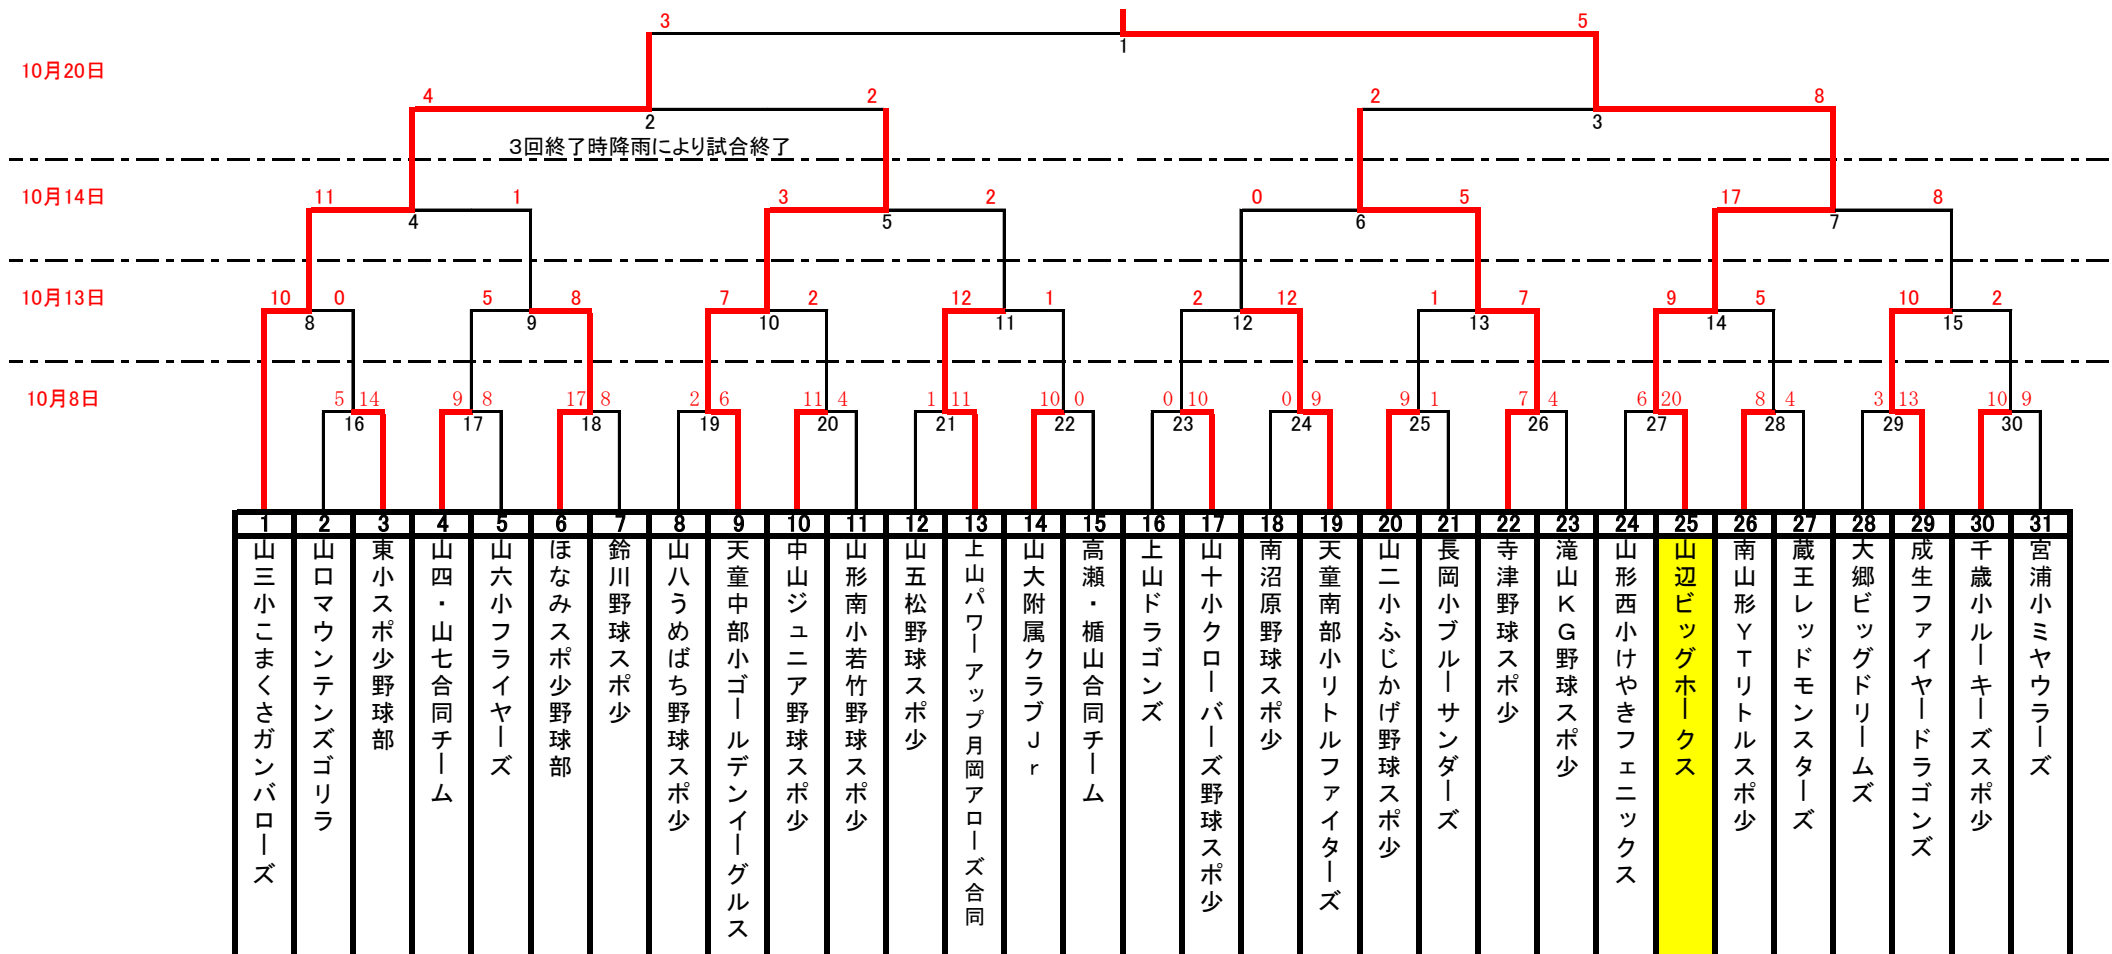 3 5
1
10月20日
4 2 2 8
2 3
3回終了時降雨により試合終了
10月14日
11 1 3 2 0 5 17 8
4 5 6 7
10月13日
10 0 5 8 7 2 12 1 2 12 1 7 9 5 10 2
8 9 10 11 12 13 14 15
10月8日
5 14 9 8 17 8 2 6 11 4 1 11 10 0 0 10 0 9 9 1 7 4 6 20 8 4 3 13 10 9
16 17 18 19 20 21 22 23 24 25 26 27 28 29 30
1 2 3 4 5 6 7 8 9 10 11 12 13 14 15 16 17 18 19 20 21 22 23 24 25 26 27 28 29 30 31
山三小こまくさガンバローズ
山口マウンテンズゴリラ
東小スポ少野球部
山四・山七合同チーム
山六小フライヤーズ
ほなみスポ少野球部
鈴川野球スポ少
山八うめばち野球スポ少
天童中部小ゴールデンイーグルス
中山ジュニア野球スポ少
山形南小若竹野球スポ少
山五松野球スポ少
上山パワーアップ月岡アローズ合同
山大附属クラブJr
高瀬・楯山合同チーム
上山ドラゴンズ
山十小クローバーズ野球スポ少
南沼原野球スポ少
天童南部小リトルファイターズ
山二小ふじかげ野球スポ少
長岡小ブルーサンダーズ
寺津野球スポ少
滝山KG野球スポ少
山形西小けやきフェニックス
山辺ビッグホークス
南山形YTリトルスポ少
蔵王レッドモンスターズ
大郷ビッグドリームズ
成生ファイヤードラゴンズ
千歳小ルーキーズスポ少
宮浦小ミヤウラーズ